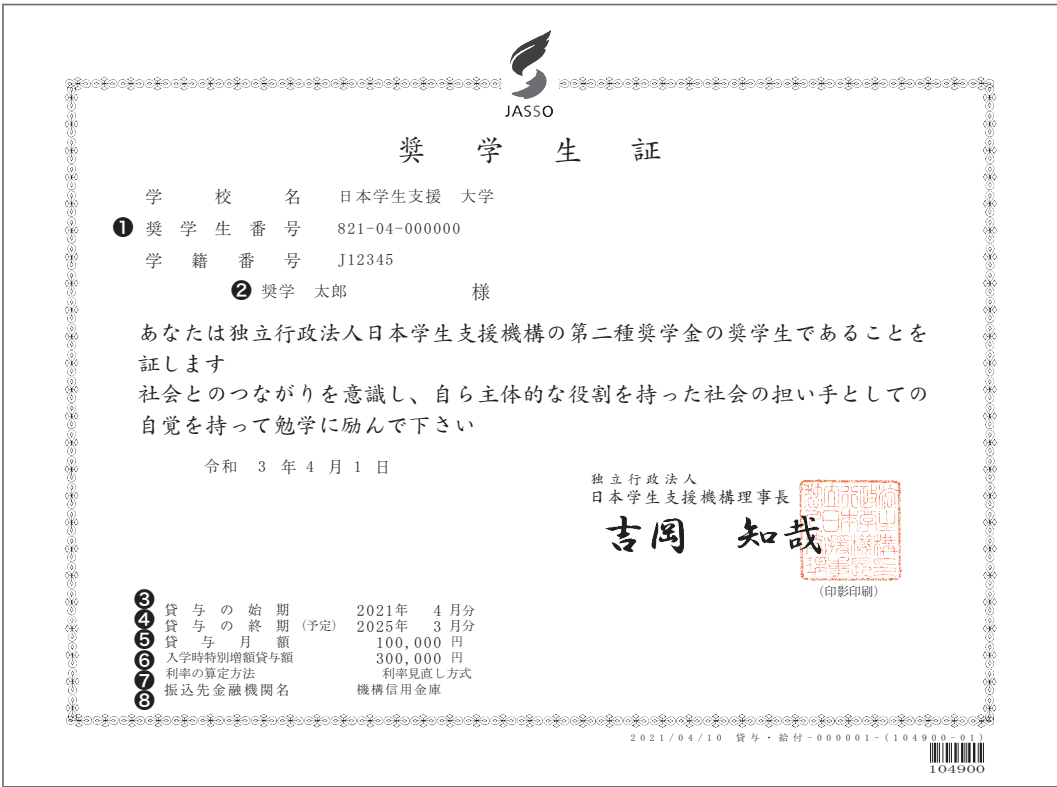 JASSO
奨学生証
学校名 日本学生支援 大学
❶ 奨学生番号 821-04-000000
学籍番号 J12345
❷ 奨学 太郎 様
あなたは独立行政法人日本学生支援機構の第二種奨学金の奨学生であることを
証します
社会とのつながりを意識し、自ら主体的な役割を持った社会の担い手としての
自覚を持って勉学に励んで下さい
令和 3 年 4 月 1 日
独立行政法人
日本学生支援機構理事長
吉岡 知哉
(印影印刷)
❸ 貸与の始期 2021年 4 月分
❹ 貸与の終期(予定) 2025年 3 月分
❺ 貸与月額 100,000 円
❻ 入学時特別増額貸与額 300,000 円
❼ 利率の算定方法 利率見直し方式
❽ 振込先金融機関名 機構信用金庫
2021/04/10 貸与・給付-000001-(104900-01)
104900